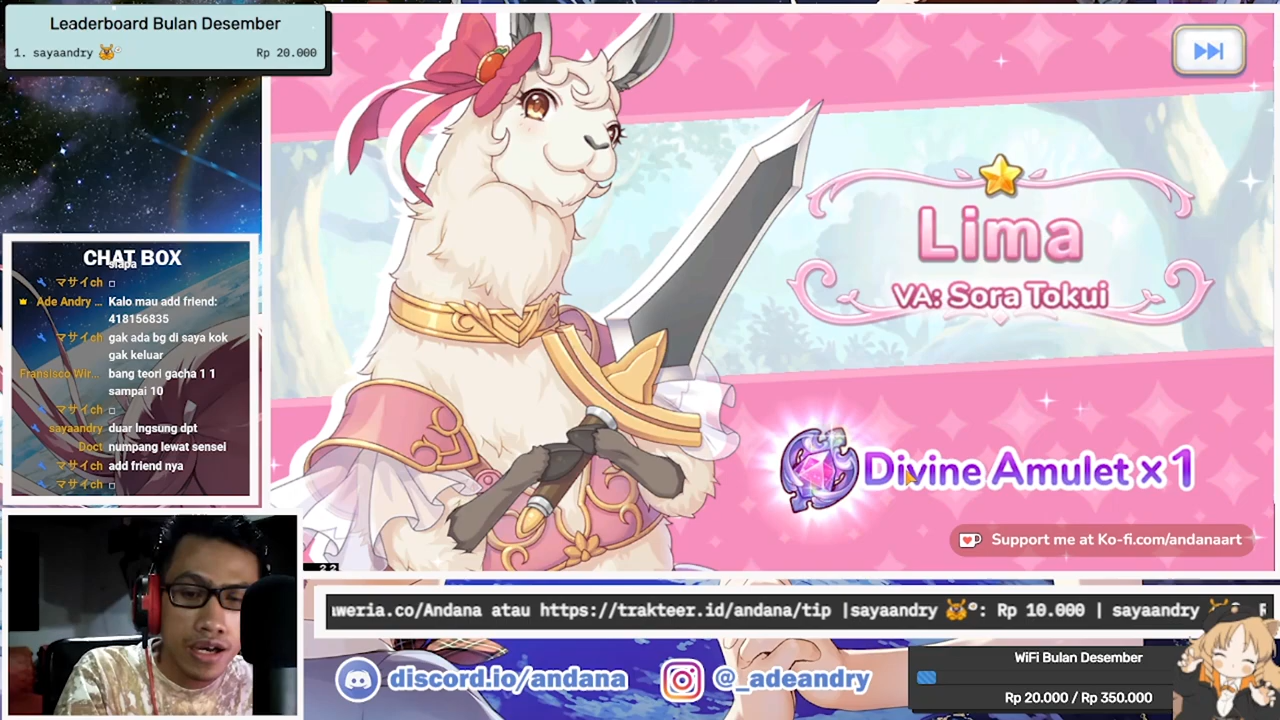 Leaderboard Bulan Desember
1. sayaandry
Rp 20.000
Lima
VA: Sora Tokui
CHAT BOX
siapa
マサイch
Ade Andry ... Kalo mau add friend:
418156835
マサイch gak ada bg di saya kok
gak keluar
Fransisco Wir... bang teori gacha 1 1
sampai 10
マサイch
sayaandry duar lngsung dpt
Doct numpang lewat sensei
マサイch add friend nya
マサイch
Divine Amulet × 1
Support me at Ko-fi.com/andanaart
weria.co/Andana atau https://trakteer.id/andana/tip |sayaandry : Rp 10.000 | sayaandry
discord.io/andana
@_adeandry
WiFi Bulan Desember
Rp 20.000 / Rp 350.000